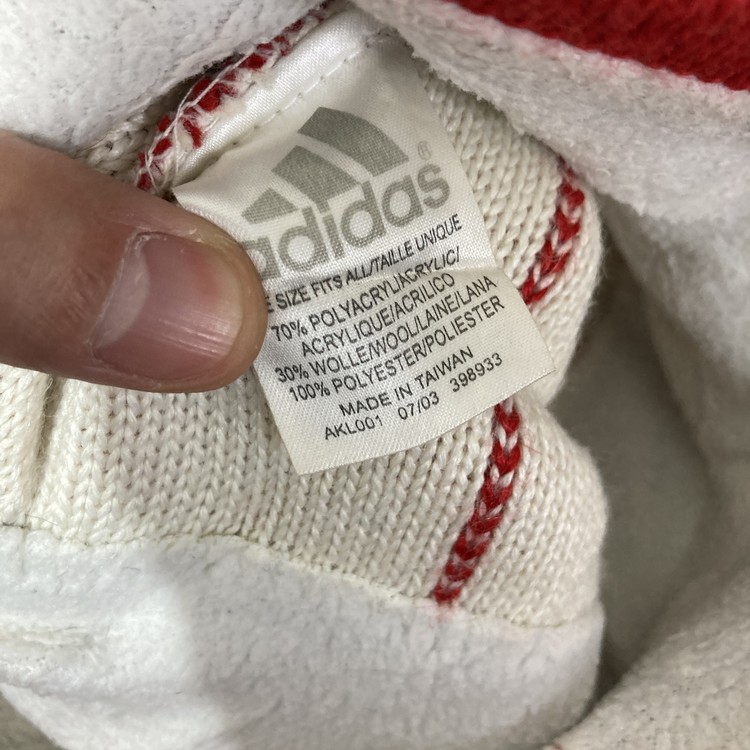 adidas®
E SIZE FITS ALL/TAILLE UNIQUE
70% POLYACRYL/ACRYLIC/
ACRYLIQUE/ACRILICO
30% WOLLE/WOOL/LAINE/LANA
100% POLYESTER/POLIESTER
MADE IN TAIWAN
AKL001 07/03 398933